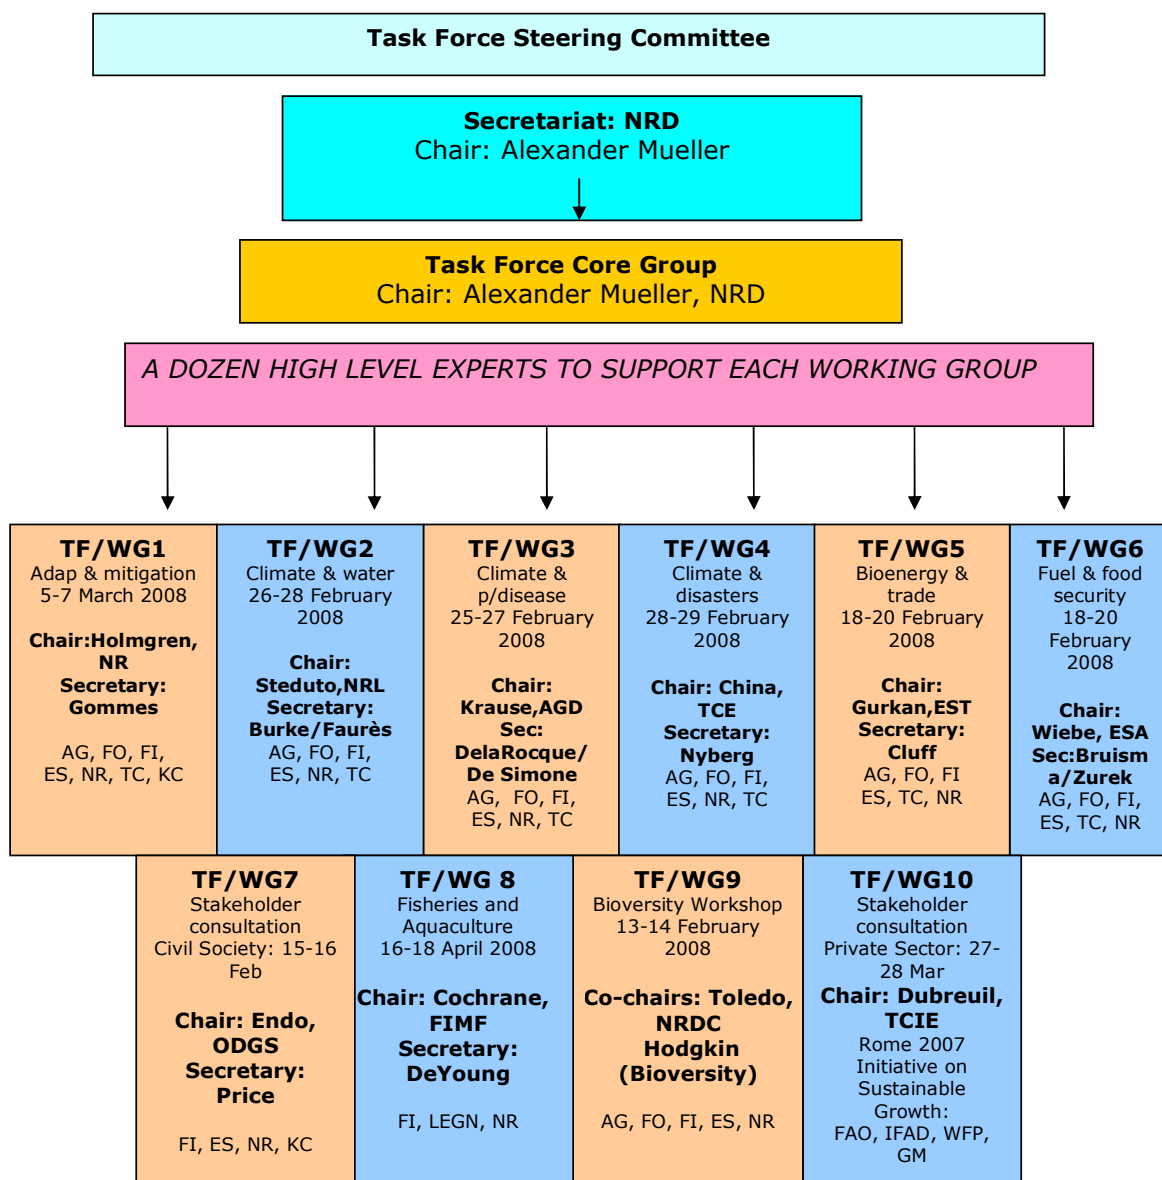 Task Force Steering Committee
Secretariat: NRD
Chair: Alexander Mueller
Task Force Core Group
Chair: Alexander Mueller, NRD
A DOZEN HIGH LEVEL EXPERTS TO SUPPORT EACH WORKING GROUP
TF/WG1
Adap & mitigation
5-7 March 2008
Chair:Holmgren,
NR
Secretary:
Gommes
AG, FO, FI,
ES, NR, TC, KC
TF/WG2
Climate & water
26-28 February
2008
Chair:
Steduto,NRL
Secretary:
Burke/Faurès
AG, FO, FI,
ES, NR, TC
TF/WG3
Climate &
p/disease
25-27 February
2008
Chair:
Krause,AGD
Sec:
DelaRocque/
De Simone
AG, FO, FI,
ES, NR, TC
TF/WG4
Climate &
disasters
28-29 February
2008
Chair: China,
TCE
Secretary:
Nyberg
AG, FO, FI,
ES, NR, TC
TF/WG5
Bioenergy &
trade
18-20 February
2008
Chair:
Gurkan,EST
Secretary:
Cluff
AG, FO, FI
ES, TC, NR
TF/WG6
Fuel & food
security
18-20
February
2008
Chair:
Wiebe, ESA
Sec:Bruism
a/Zurek
AG, FO, FI,
ES, TC, NR
TF/WG7
Stakeholder
consultation
Civil Society: 15-16
Feb
Chair: Endo,
ODGS
Secretary:
Price
FI, ES, NR, KC
TF/WG 8
Fisheries and
Aquaculture
16-18 April 2008
Chair: Cochrane,
FIMF
Secretary:
DeYoung
FI, LEGN, NR
TF/WG9
Bioversity Workshop
13-14 February
2008
Co-chairs: Toledo,
NRDC
Hodgkin
(Bioversity)
AG, FO, FI, ES, NR
TF/WG10
Stakeholder
consultation
Private Sector: 27-
28 Mar
Chair: Dubreuil,
TCIE
Rome 2007
Initiative on
Sustainable
Growth:
FAO, IFAD, WFP,
GM